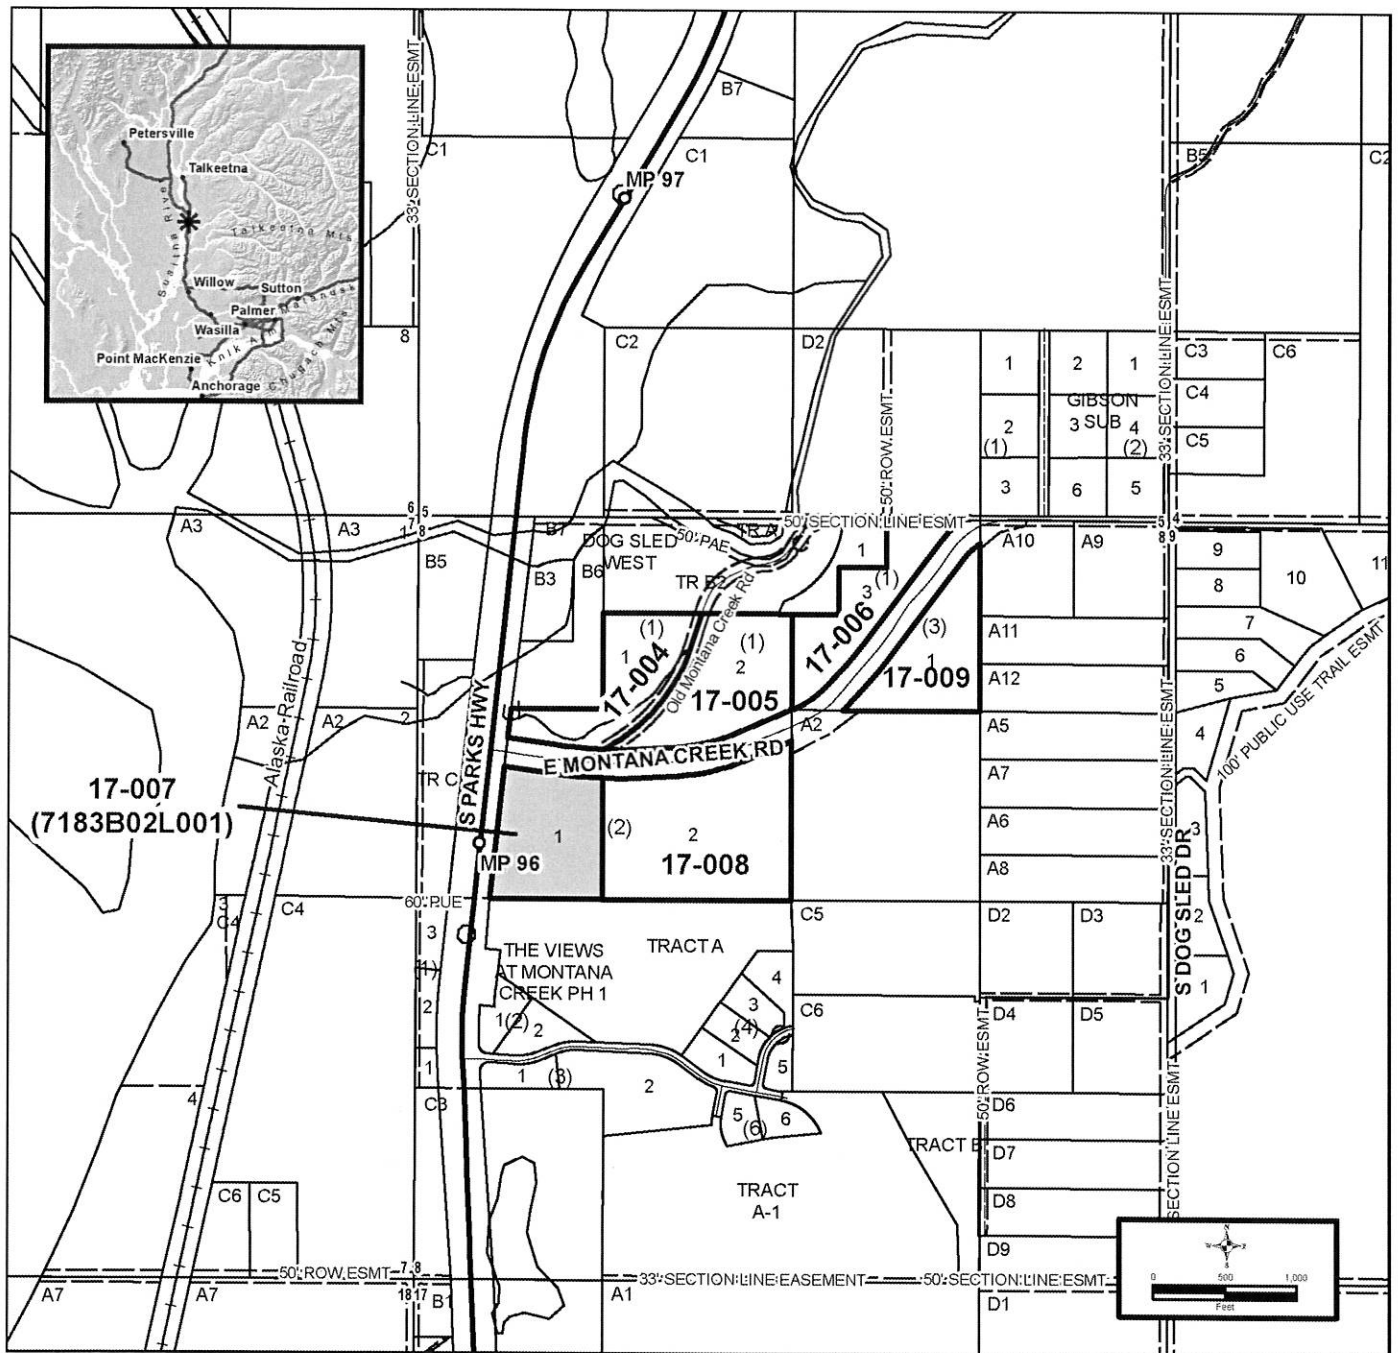 33' SECTION LINE ESMT
B7
C1
C1
MP 97
B5
C2
Petersville
Talkeetna
Susitna River
Talkeetna Mts
Willow
Sutton
Palmer
Wasilla
Point MacKenzie
Knik Arm
Chugach Mts
Anchorage
8
C2
D2
50' ROW ESMT
1
2
1
GIBSON
SUB
2
3
4
(1)
(2)
3
6
5
33' SECTION LINE ESMT
C3
C6
C4
C5
6 5
7 8
50' SECTION LINE ESMT
5 4
8 9
A3
A3
1
B7
DOG SLED
WEST
50' PAE
TR A
1
A10
A9
9
8
10
11
B5
B3
B6
TR B2
3
(1)
7
6
5
(1)
1
17-004
(1)
2
17-005
Old Montana Creek Rd
17-006
(3)
1
17-009
A11
A12
A2
A2
2
Alaska Railroad
S PARKS HWY
E MONTANA CREEK RD
A2
A5
A7
A6
A8
4
100' PUBLIC USE TRAIL ESMT
17-007
(7183B02L001)
TR C
1
(2)
2
17-008
MP 96
33' SECTION LINE ESMT
S DOG SLED DR
3
2
1
3
C4
C4
60' PUE
3
(1)
2
1
THE VIEWS
AT MONTANA
CREEK PH 1
TRACT A
C5
D2
D3
4
3
2
(4)
1
5
C6
D4
D5
1
(2)
2
1
(3)
2
5
(6)
6
50' ROW ESMT
4
C3
D6
TRACT B
D7
D8
D9
SECTION LINE ESMT
C6
C5
TRACT
A-1
50' ROW ESMT
7 8
18 17
33' SECTION LINE EASEMENT
50' SECTION LINE ESMT
A7
A7
B1
A1
D1
N
W
E
S
0
500
1,000
Feet